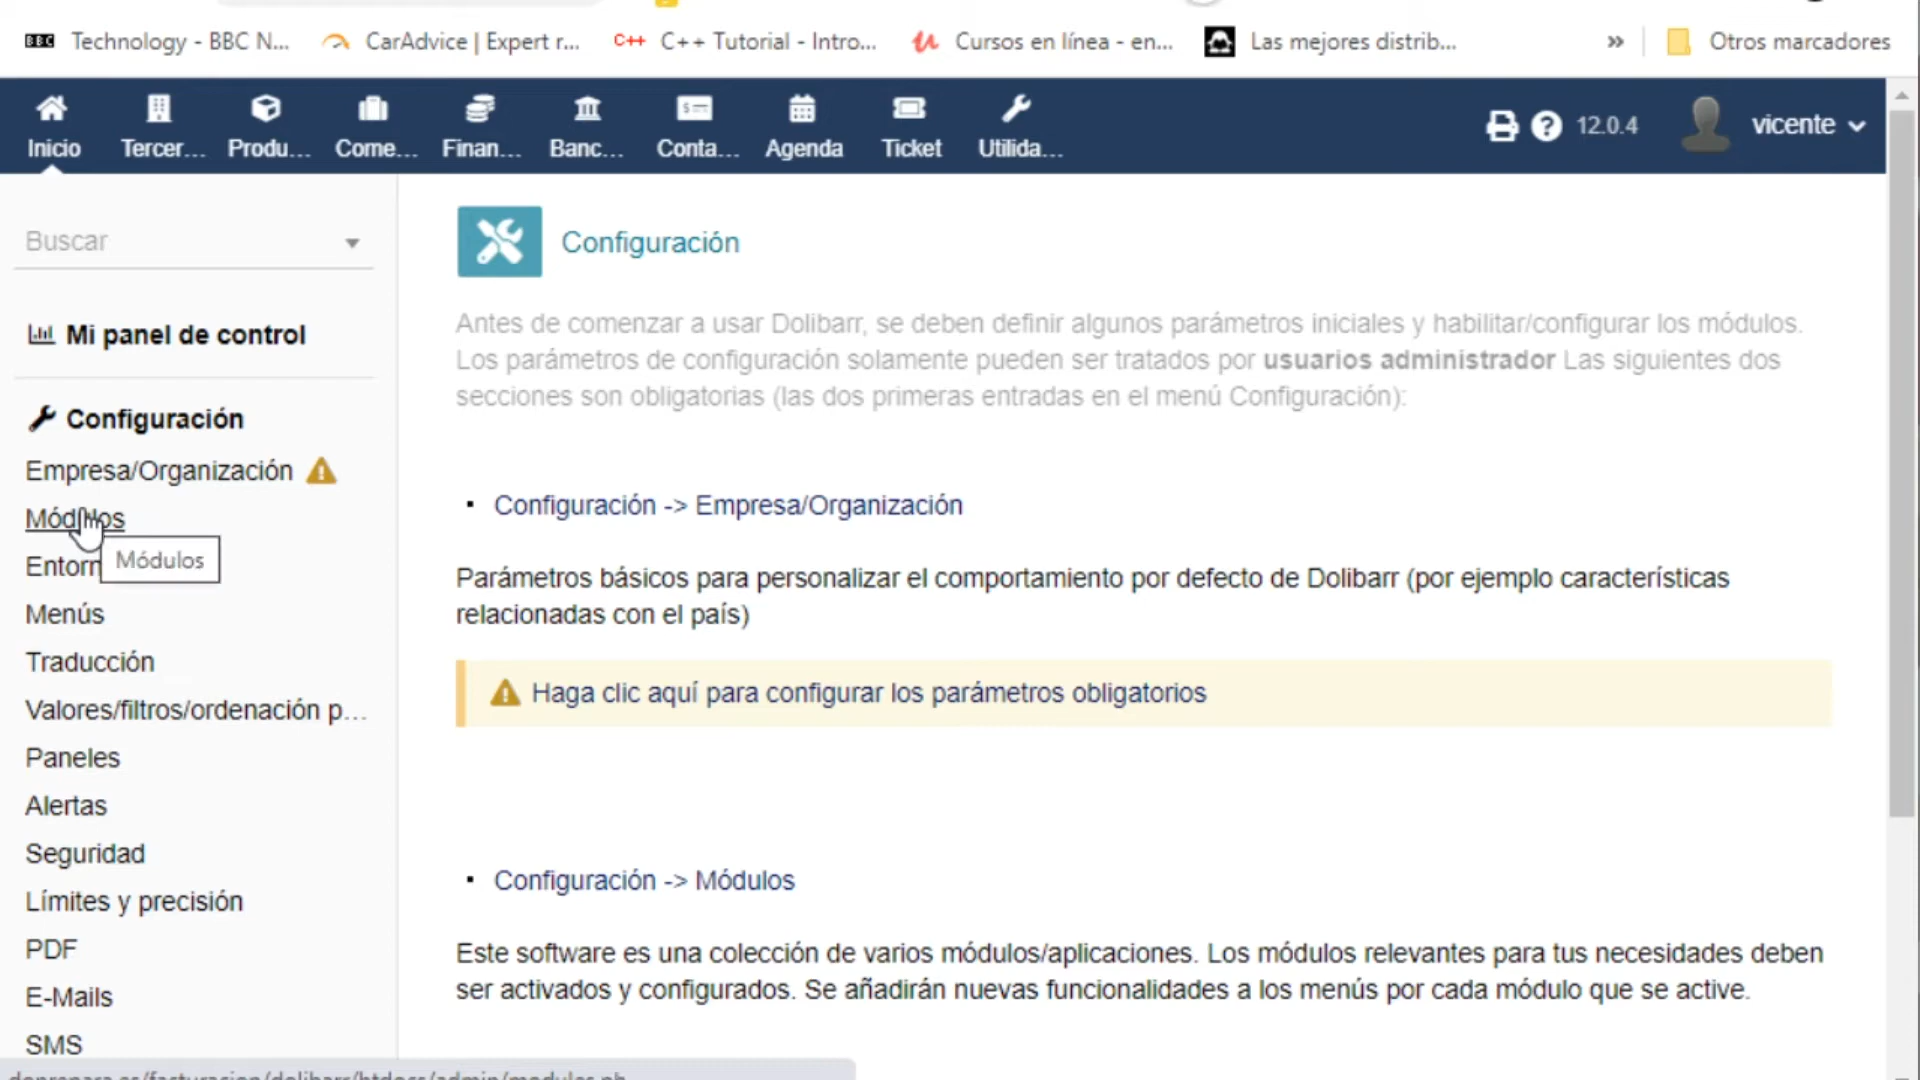 BBC Technology - BBC N... CarAdvice | Expert r... C++ C++ Tutorial - Intro... Cursos en línea - en... Las mejores distrib... » Otros marcadores
Inicio Tercer... Produ... Come... Finan... Banc... Conta... Agenda Ticket Utilida... 12.0.4 vicente
Buscar
Mi panel de control
Configuración
Empresa/Organización
Módulos
Módulos
Entorn
Menús
Traducción
Valores/filtros/ordenación p...
Paneles
Alertas
Seguridad
Límites y precisión
PDF
E-Mails
SMS
Configuración
Antes de comenzar a usar Dolibarr, se deben definir algunos parámetros iniciales y habilitar/configurar los módulos.
Los parámetros de configuración solamente pueden ser tratados por usuarios administrador Las siguientes dos
secciones son obligatorias (las dos primeras entradas en el menú Configuración):
Configuración -> Empresa/Organización
Parámetros básicos para personalizar el comportamiento por defecto de Dolibarr (por ejemplo características
relacionadas con el país)
Haga clic aquí para configurar los parámetros obligatorios
Configuración -> Módulos
Este software es una colección de varios módulos/aplicaciones. Los módulos relevantes para tus necesidades deben
ser activados y configurados. Se añadirán nuevas funcionalidades a los menús por cada módulo que se active.